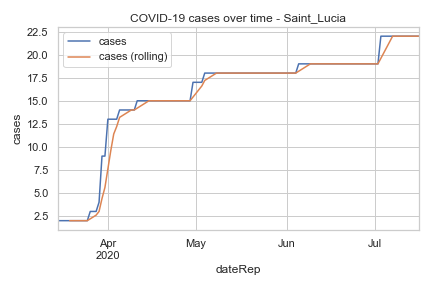 COVID-19 cases over time - Saint_Lucia
cases
cases (rolling)
22.5
20.0
17.5
15.0
12.5
10.0
7.5
5.0
2.5
cases
Apr
2020
May
Jun
Jul
dateRep